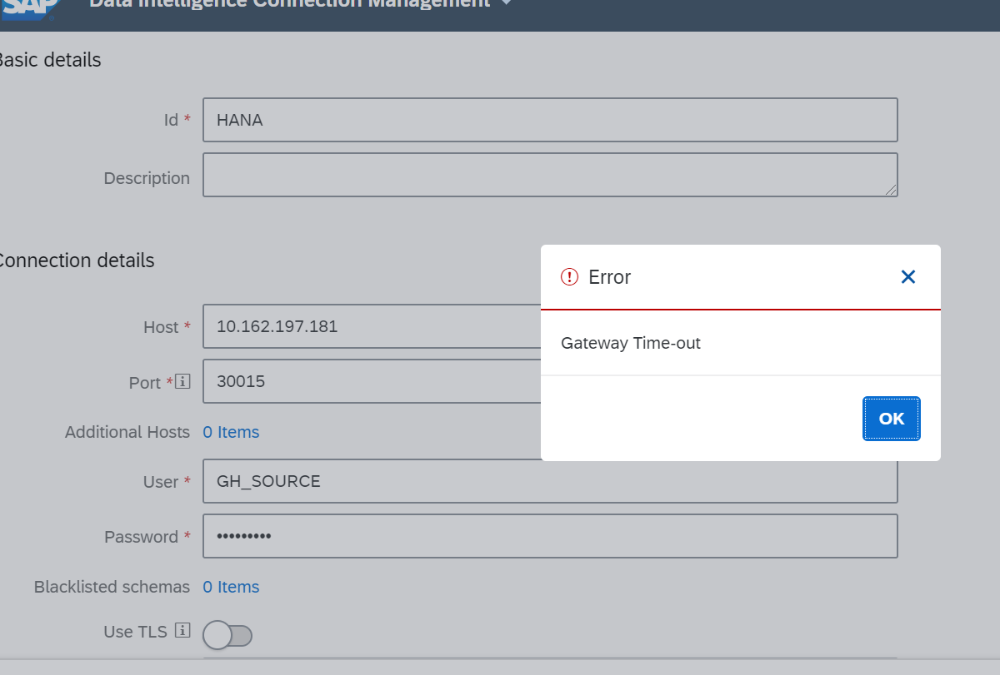 SAP
Data Intelligence Connection Management
Basic details
Id * HANA
Description
Connection details
Error
Host * 10.162.197.181
Gateway Time-out
Port * 30015
OK
Additional Hosts 0 Items
User * GH_SOURCE
Password * •••••••••
Blacklisted schemas 0 Items
Use TLS